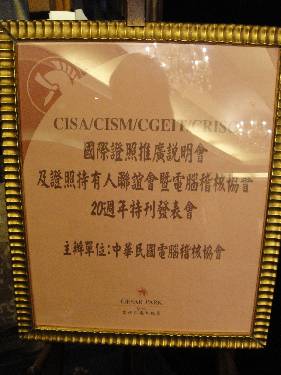 CISA/CISM/CGEIT/CRISC
國際證照推廣說明會
及證照持有人聯誼會暨電腦稽核協會
20週年特刊發表會
主辦單位:中華民國電腦稽核協會
CAESAR PARK